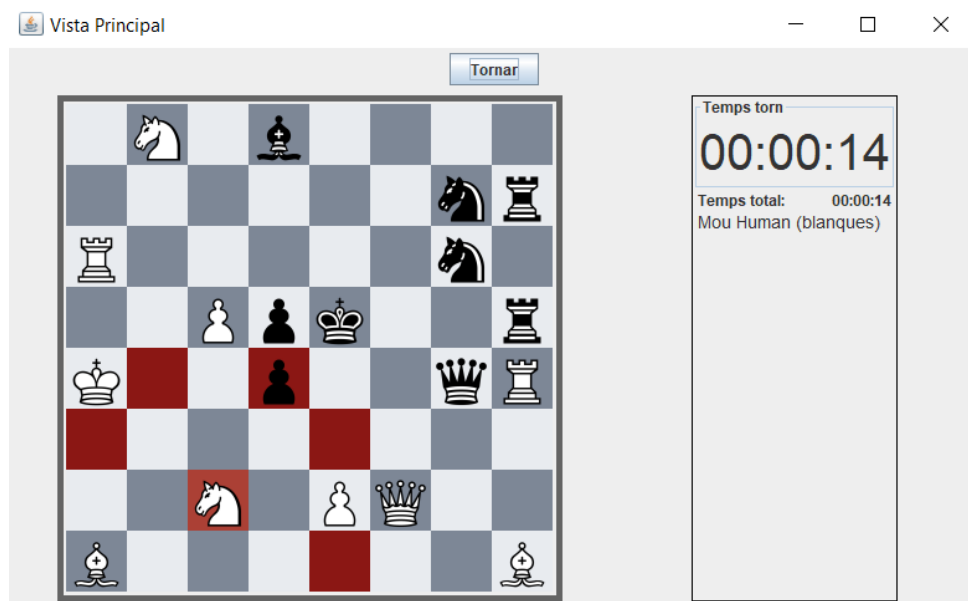 Vista Principal
Tornar
Temps torn
00:00:14
Temps total: 00:00:14
Mou Human (blanques)